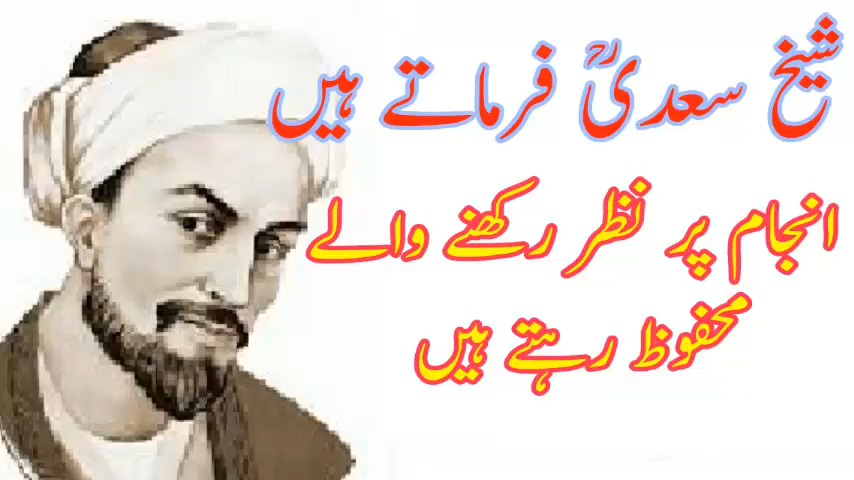 شیخ سعدیؒ فرماتے ہیں
انجام پر نظر رکھنے والے
محفوظ رہتے ہیں